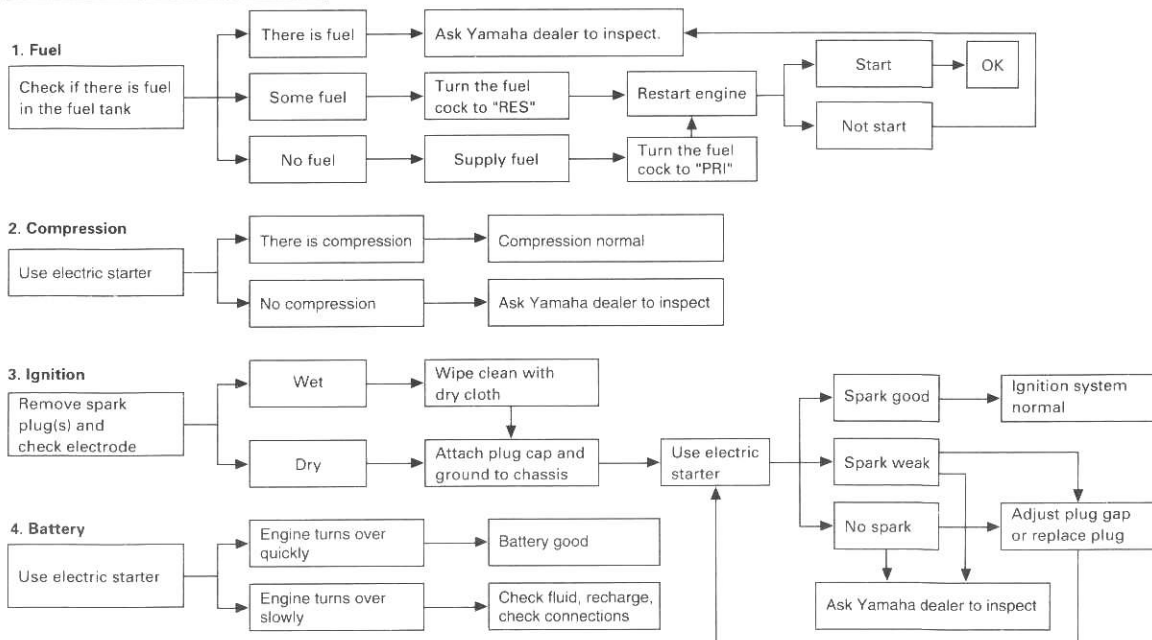 1. Fuel
Check if there is fuel
in the fuel tank
There is fuel
Ask Yamaha dealer to inspect.
Some fuel
Turn the fuel
cock to "RES"
Restart engine
Start
OK
Not start
No fuel
Supply fuel
Turn the fuel
cock to "PRI"
2. Compression
Use electric starter
There is compression
Compression normal
No compression
Ask Yamaha dealer to inspect
3. Ignition
Remove spark
plug(s) and
check electrode
Wet
Wipe clean with
dry cloth
Dry
Attach plug cap and
ground to chassis
Use electric
starter
Spark good
Ignition system
normal
Spark weak
No spark
Adjust plug gap
or replace plug
Ask Yamaha dealer to inspect
4. Battery
Use electric starter
Engine turns over
quickly
Battery good
Engine turns over
slowly
Check fluid, recharge,
check connections